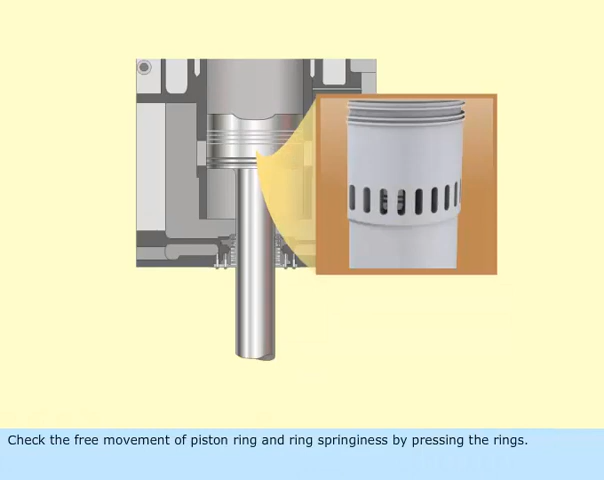 Check the free movement of piston ring and ring springiness by pressing the rings.